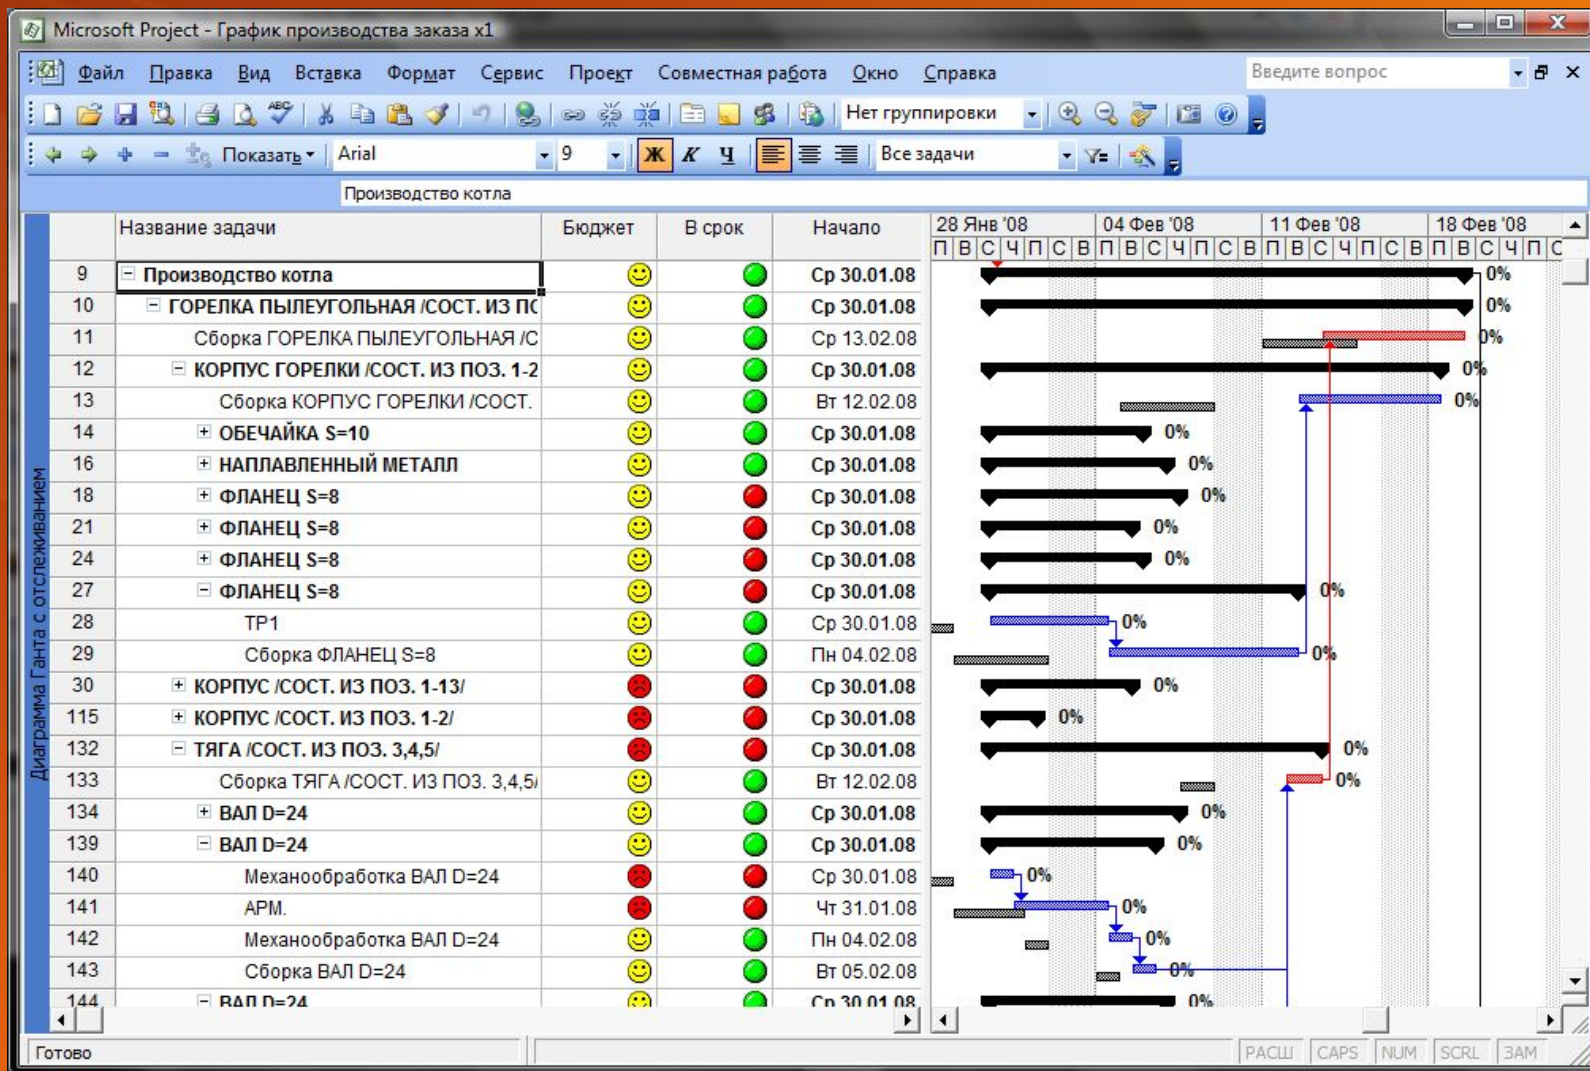 Microsoft Project - График производства заказа x1
Файл Правка Вид Вставка Формат Сервис Проект Совместная работа Окно Справка Введите вопрос
Нет группировки
Показать Arial 9 Ж К Ч Все задачи
Производство котла
Название задачи Бюджет В срок Начало 28 Янв '08 04 Фев '08 11 Фев '08 18 Фев '08
П В С Ч П С В П В С Ч П С В П В С Ч П С В П В С Ч П С
9 Производство котла Ср 30.01.08 0%
10 ГОРЕЛКА ПЫЛЕУГОЛЬНАЯ /СОСТ. ИЗ ПО Ср 30.01.08 0%
11 Сборка ГОРЕЛКА ПЫЛЕУГОЛЬНАЯ /С Ср 13.02.08 0%
12 КОРПУС ГОРЕЛКИ /СОСТ. ИЗ ПОЗ. 1-2 Ср 30.01.08 0%
13 Сборка КОРПУС ГОРЕЛКИ /СОСТ. Вт 12.02.08 0%
14 ОБЕЧАЙКА S=10 Ср 30.01.08 0%
16 НАПЛАВЛЕННЫЙ МЕТАЛЛ Ср 30.01.08 0%
18 ФЛАНЕЦ S=8 Ср 30.01.08 0%
21 ФЛАНЕЦ S=8 Ср 30.01.08 0%
24 ФЛАНЕЦ S=8 Ср 30.01.08 0%
27 ФЛАНЕЦ S=8 Ср 30.01.08 0%
28 ТР1 Ср 30.01.08 0%
29 Сборка ФЛАНЕЦ S=8 Пн 04.02.08 0%
30 КОРПУС /СОСТ. ИЗ ПОЗ. 1-13/ Ср 30.01.08 0%
115 КОРПУС /СОСТ. ИЗ ПОЗ. 1-2/ Ср 30.01.08 0%
132 ТЯГА /СОСТ. ИЗ ПОЗ. 3,4,5/ Ср 30.01.08 0%
133 Сборка ТЯГА /СОСТ. ИЗ ПОЗ. 3,4,5/ Вт 12.02.08 0%
134 ВАЛ D=24 Ср 30.01.08 0%
139 ВАЛ D=24 Ср 30.01.08 0%
140 Механообработка ВАЛ D=24 Ср 30.01.08 0%
141 АРМ. Чт 31.01.08 0%
142 Механообработка ВАЛ D=24 Пн 04.02.08 0%
143 Сборка ВАЛ D=24 Вт 05.02.08 0%
144 ВАЛ D=24 Ср 30.01.08 0%
Диаграмма Ганта с отслеживанием
Готово РАСШ CAPS NUM SCRL ЗАМ